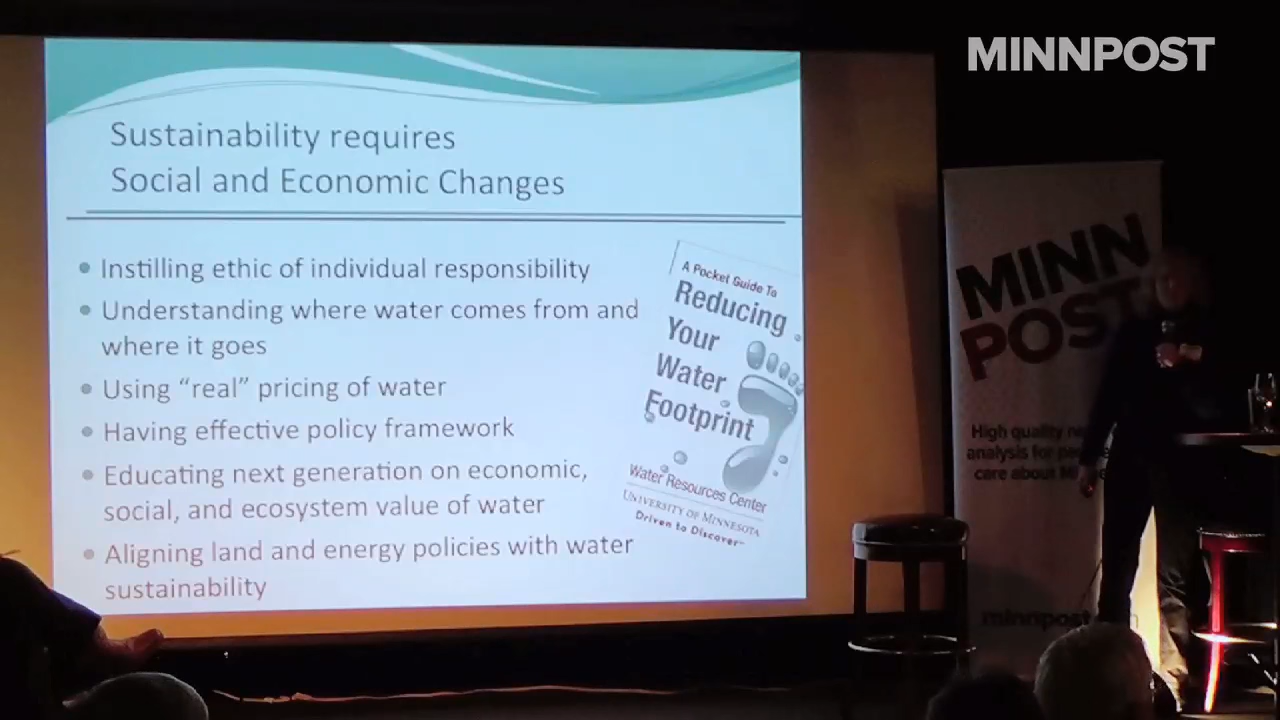 MINNPOST
Sustainability requires
Social and Economic Changes
Instilling ethic of individual responsibility
Understanding where water comes from and
where it goes
Using “real” pricing of water
Having effective policy framework
Educating next generation on economic,
social, and ecosystem value of water
Aligning land and energy policies with water
sustainability
A Pocket Guide To
Reducing
Your
Water
Footprint
Water Resources Center
UNIVERSITY OF MINNESOTA
Driven to Discover℠
MINN
POST
High quality
analysis for
care about
minnpost